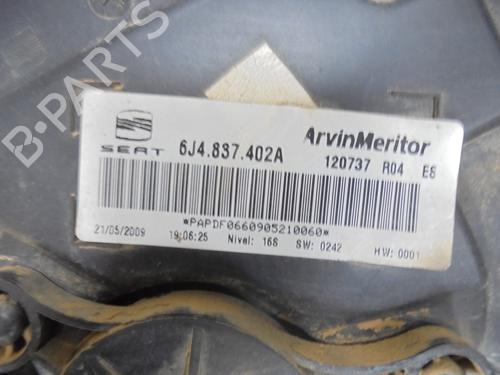 B-PARTS
SEAT
6J4.837.402A
ArvinMeritor
120737 R04 E8
*PAPDF0660905210060*
21/05/2009 19:06:25 Nivel: 16S SW: 0242 HW: 0001